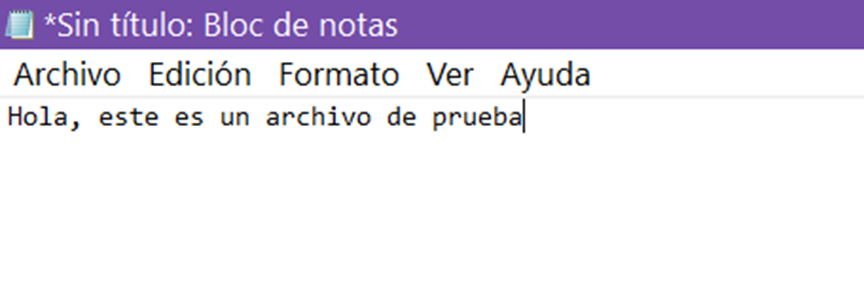 *Sin título: Bloc de notas
Archivo Edición Formato Ver Ayuda
Hola, este es un archivo de prueba